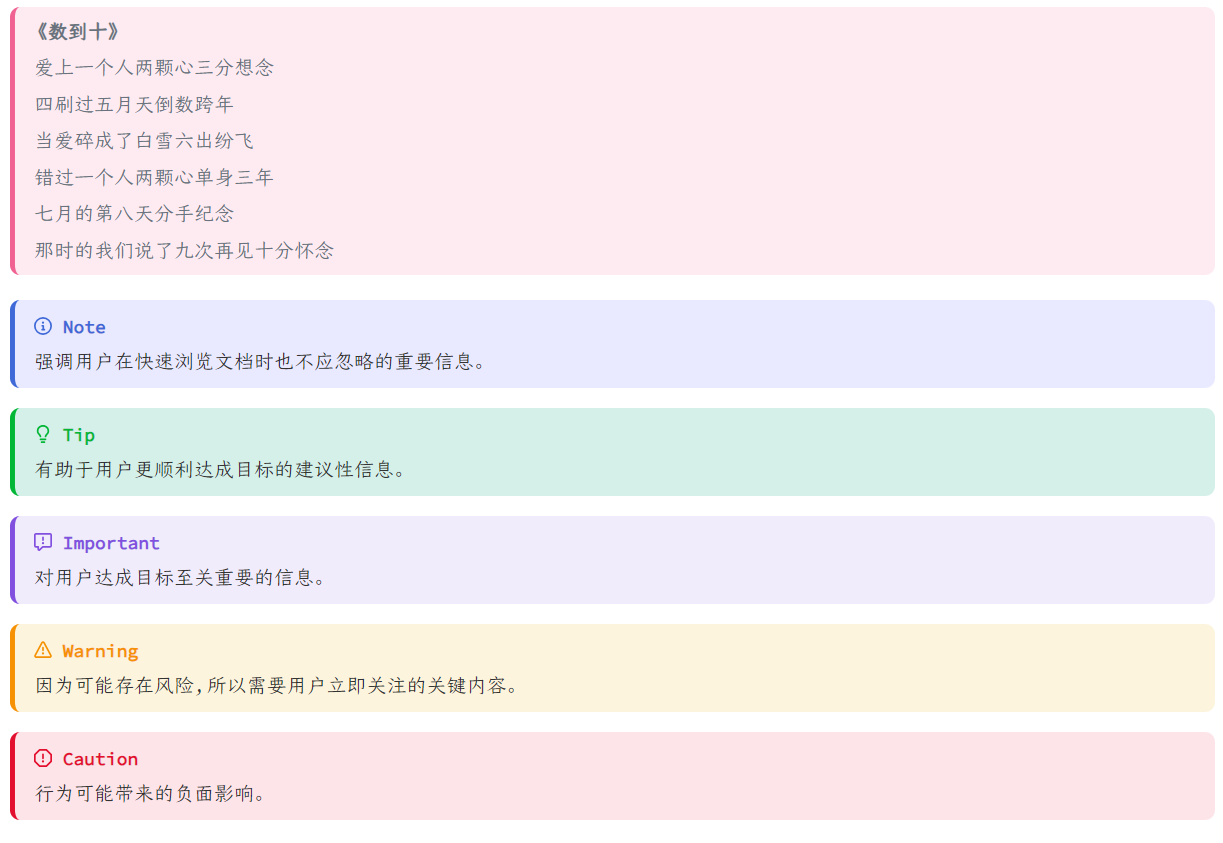 《数到十》
爱上一个人两颗心三分想念
四刷过五月天倒数跨年
当爱碎成了白雪六出纷飞
错过一个人两颗心单身三年
七月的第八天分手纪念
那时的我们说了九次再见十分怀念
Note
强调用户在快速浏览文档时也不应忽略的重要信息。
Tip
有助于用户更顺利达成目标的建议性信息。
Important
对用户达成目标至关重要的信息。
Warning
因为可能存在风险,所以需要用户立即关注的关键内容。
Caution
行为可能带来的负面影响。